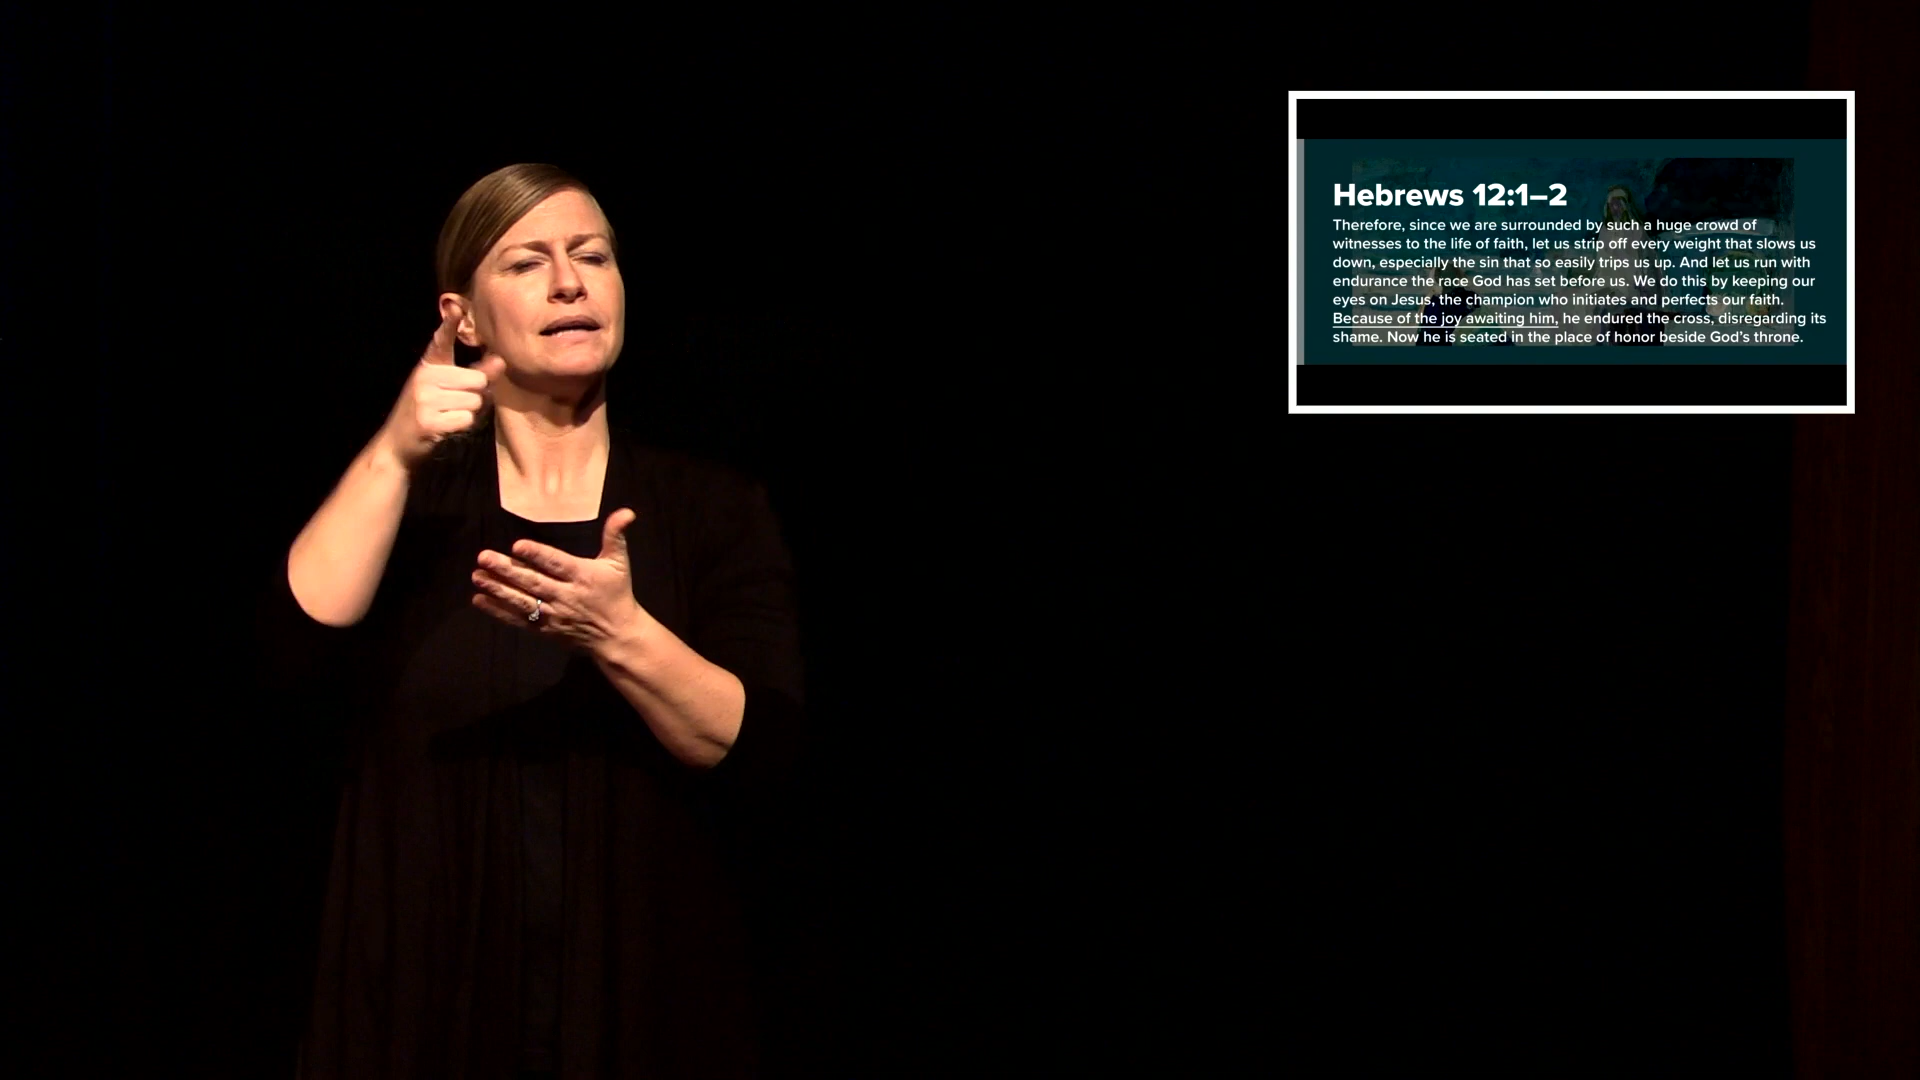 Hebrews 12:1–2
Therefore, since we are surrounded by such a huge crowd of
witnesses to the life of faith, let us strip off every weight that slows us
down, especially the sin that so easily trips us up. And let us run with
endurance the race God has set before us. We do this by keeping our
eyes on Jesus, the champion who initiates and perfects our faith.
Because of the joy awaiting him, he endured the cross, disregarding its
shame. Now he is seated in the place of honor beside God's throne.